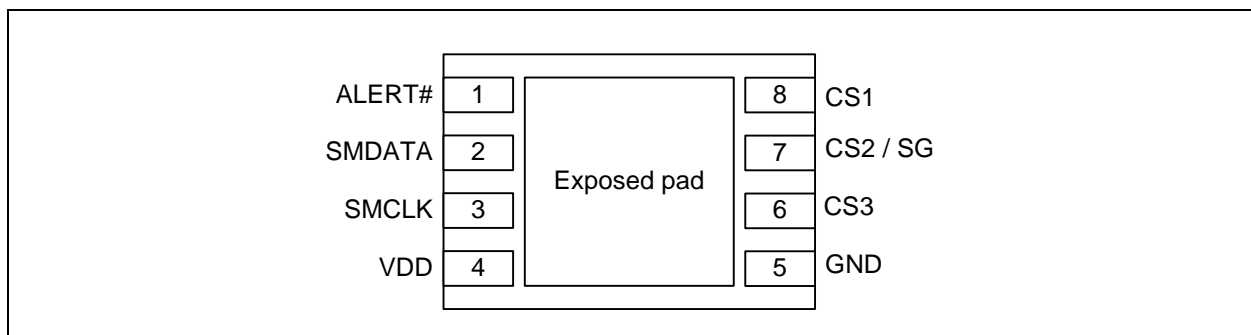 ALERT# 1
SMDATA 2
SMCLK 3
VDD 4
Exposed pad
8 CS1
7 CS2 / SG
6 CS3
5 GND